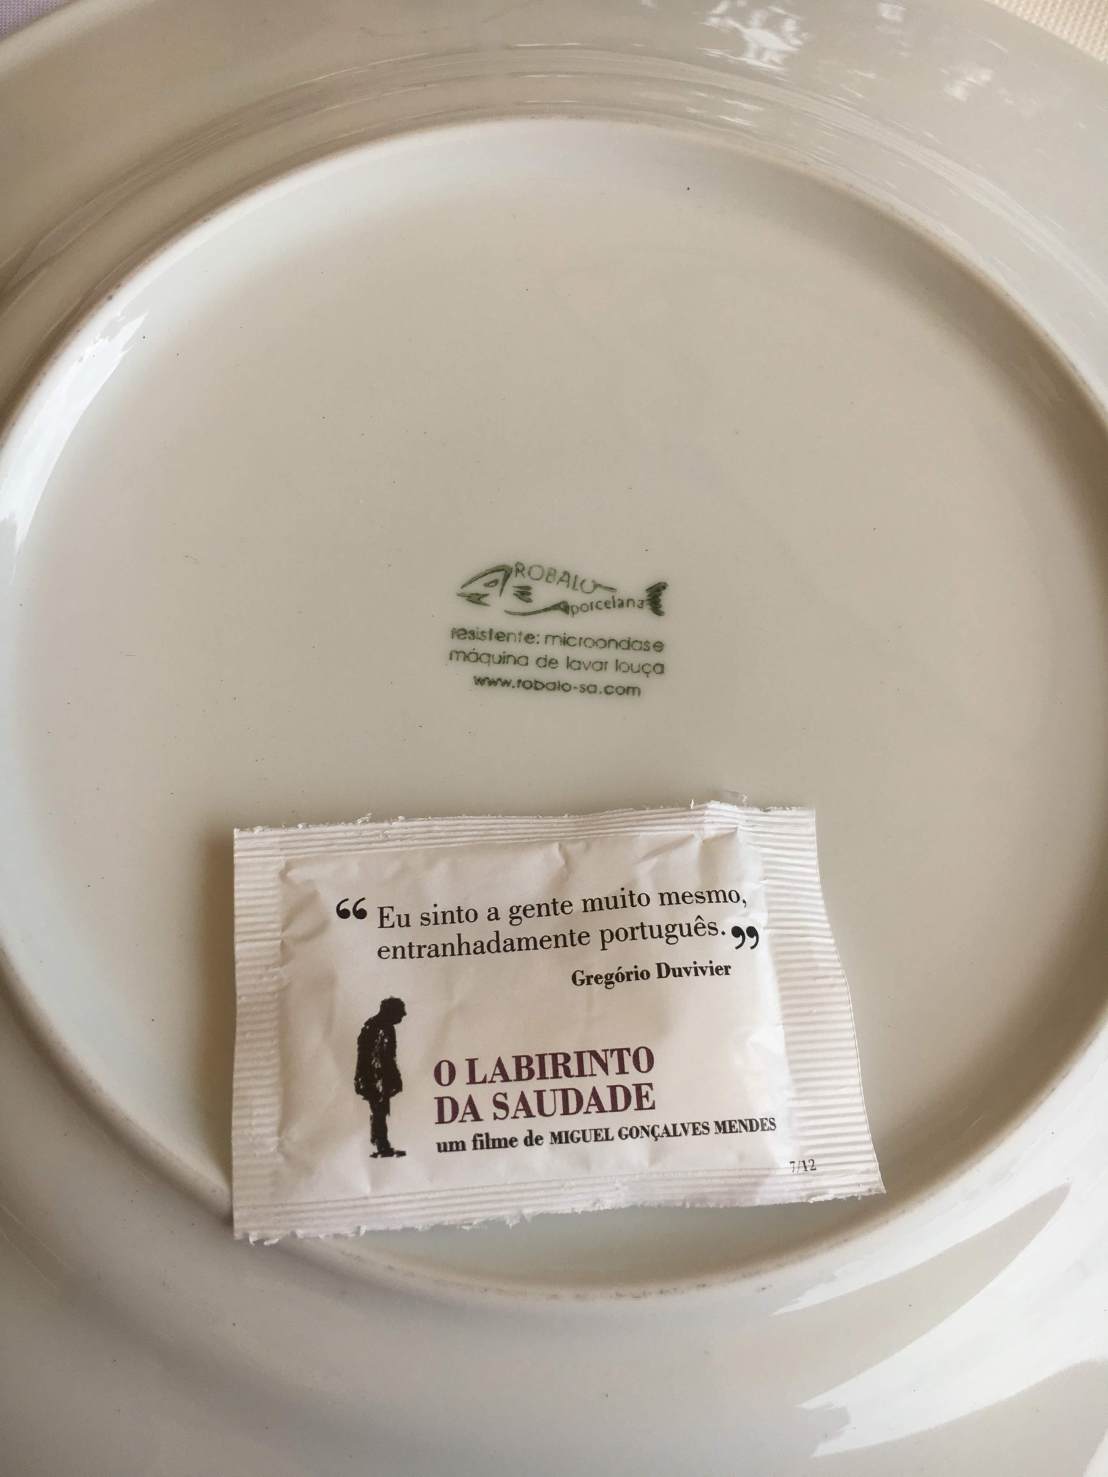 ROBALO
porcelana
resistente: microondas e
máquina de lavar louça
www.robalo-sa.com
“ Eu sinto a gente muito mesmo,
entranhadamente português. ”
Gregório Duvivier
O LABIRINTO
DA SAUDADE
um filme de MIGUEL GONÇALVES MENDES
7/12